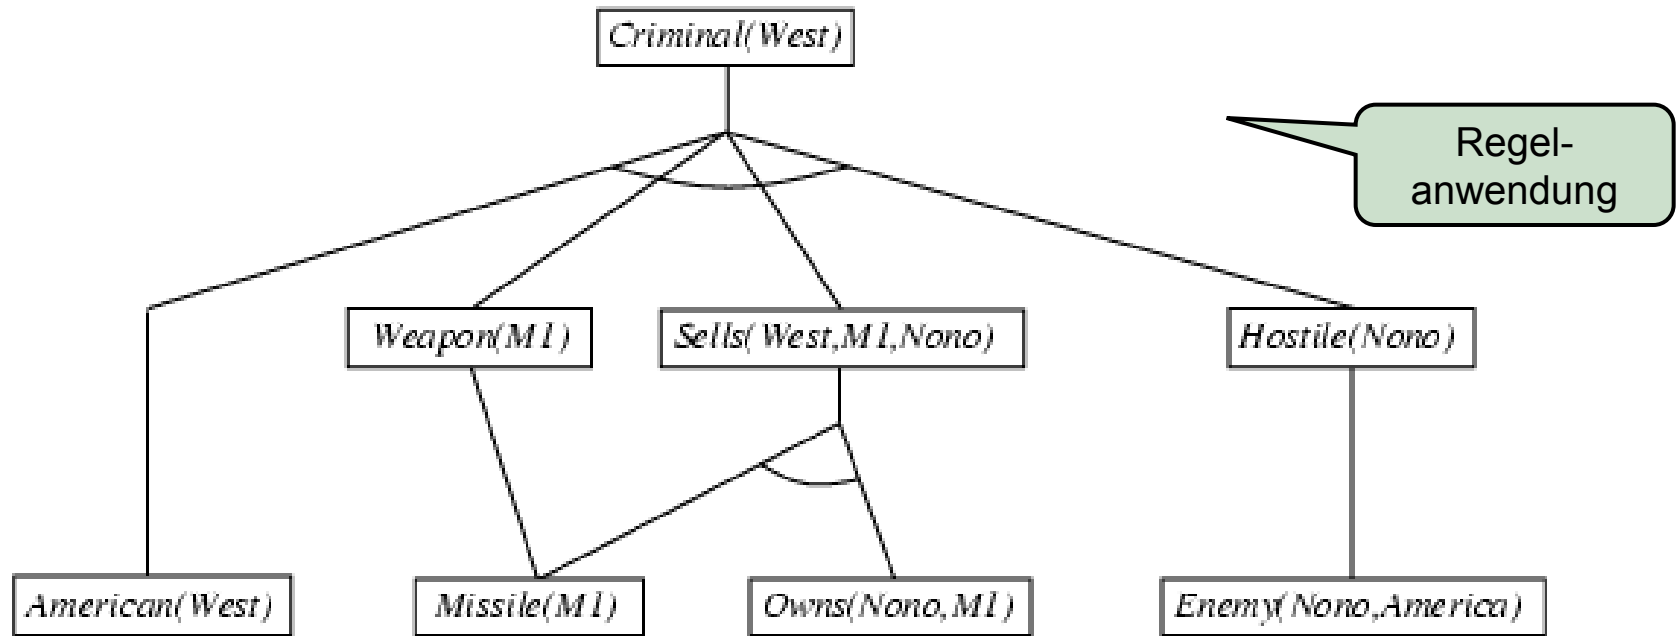 Criminal(West)
Regel-
anwendung
Weapon(M1)
Sells(West,M1,Nono)
Hostile(Nono)
American(West)
Missile(M1)
Owns(Nono,M1)
Enemy(Nono,America)